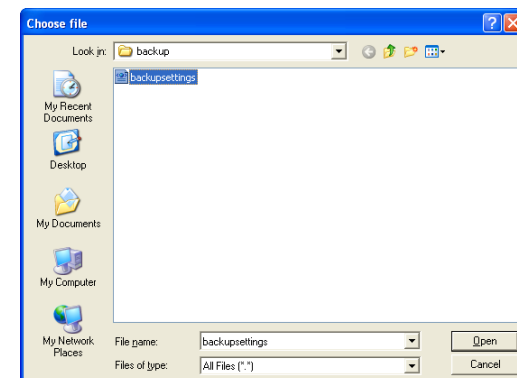 Choose file
Look in:
backup
backupsettings
My Recent
Documents
Desktop
My Documents
My Computer
My Network
Places
File name:
backupsettings
Open
Files of type:
All Files (*.*)
Cancel